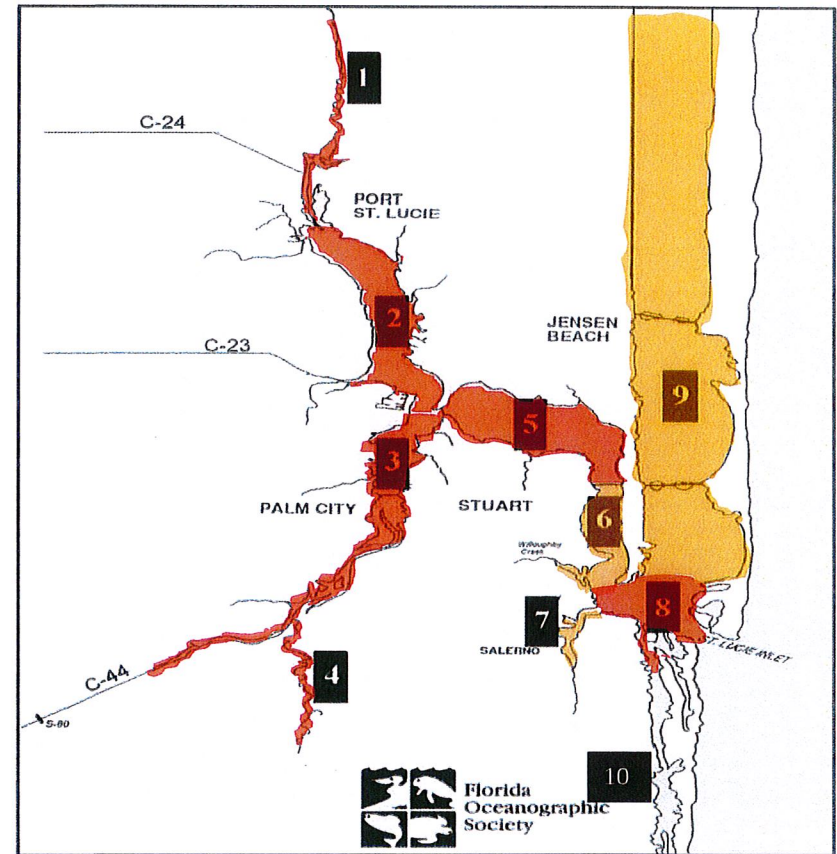 1
C-24
PORT
ST. LUCIE
2
JENSEN
BEACH
C-23
9
5
3
PALM CITY
STUART
6
Willoughby
Creek
7
8
SALERNO
ST. LUCIE INLET
4
C-44
S-80
10
Florida
Oceanographic
Society